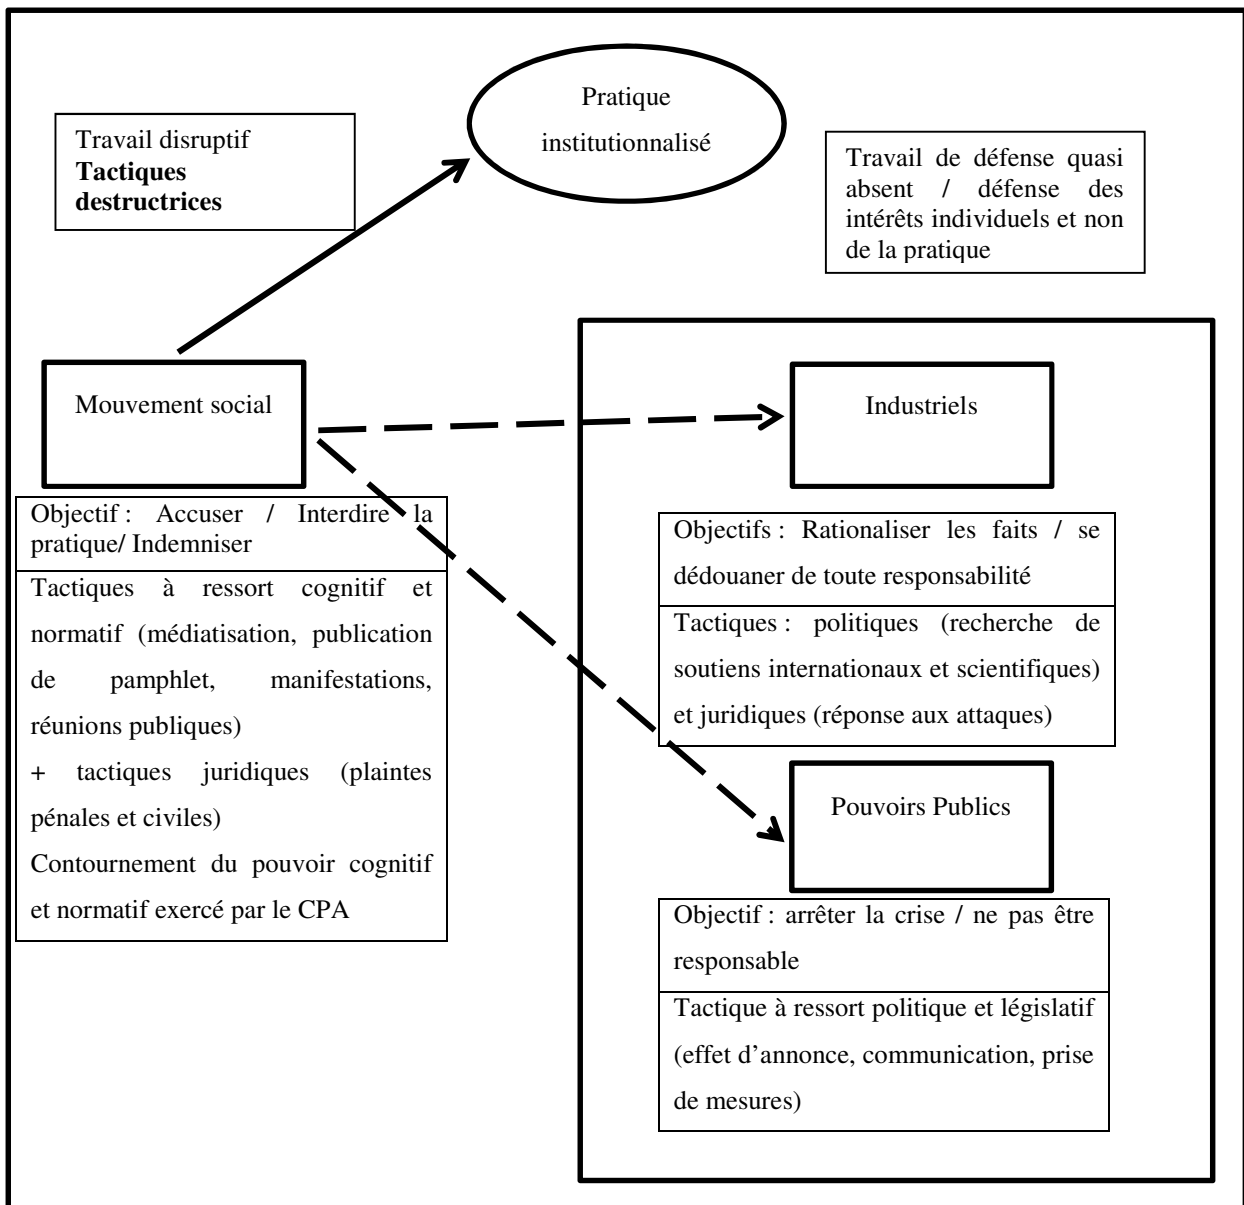 Pratique
institutionnalisé
Travail disruptif
Tactiques
destructrices
Travail de défense quasi
absent / défense des
intérêts individuels et non
de la pratique
Mouvement social
Objectif : Accuser / Interdire la
pratique/ Indemniser
Tactiques à ressort cognitif et
normatif (médiatisation, publication
de pamphlet, manifestations,
réunions publiques)
+ tactiques juridiques (plaintes
pénales et civiles)
Contournement du pouvoir cognitif
et normatif exercé par le CPA
Industriels
Objectifs : Rationaliser les faits / se
dédouaner de toute responsabilité
Tactiques : politiques (recherche de
soutiens internationaux et scientifiques)
et juridiques (réponse aux attaques)
Pouvoirs Publics
Objectif : arrêter la crise / ne pas être
responsable
Tactique à ressort politique et législatif
(effet d’annonce, communication, prise
de mesures)